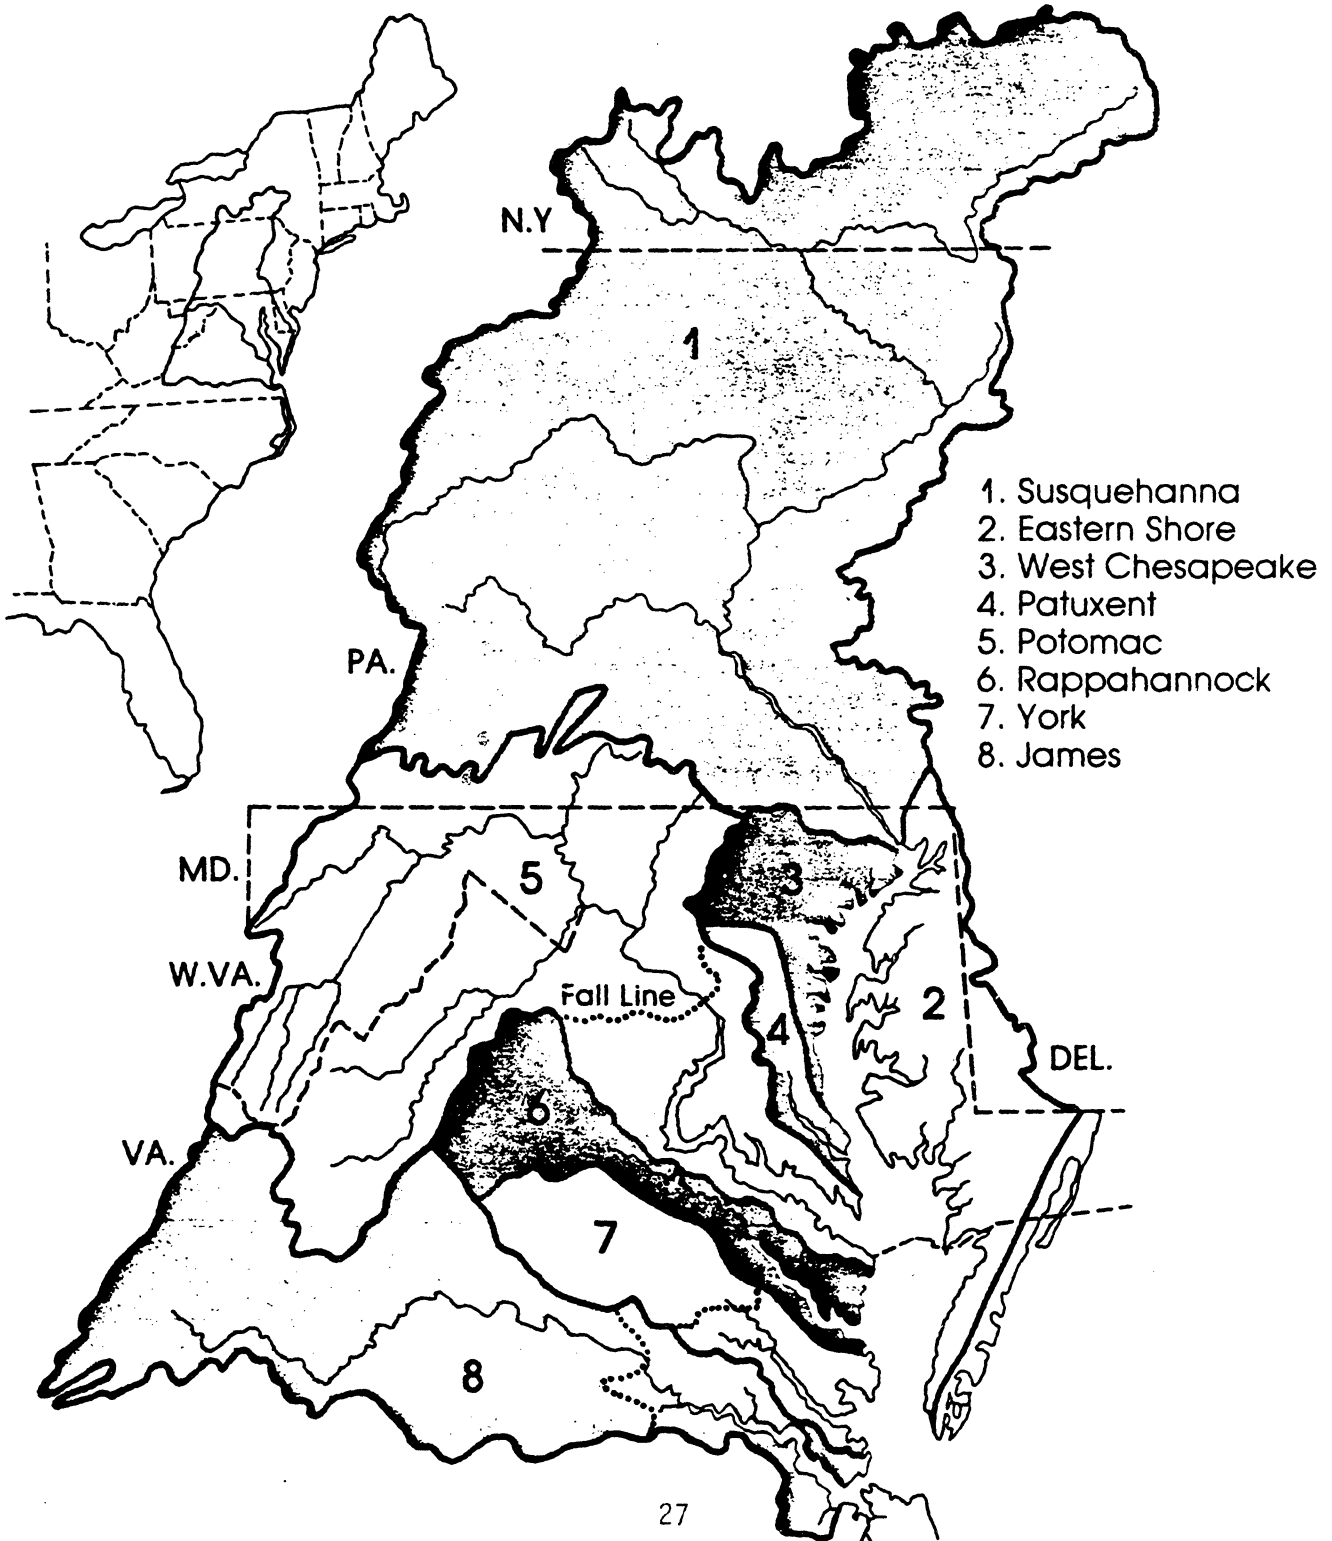 N.Y
1
1. Susquehanna
2. Eastern Shore
3. West Chesapeake
4. Patuxent
5. Potomac
6. Rappahannock
7. York
8. James
PA.
MD.
5
3
W.VA.
Fall Line
2
4
DEL.
6
VA.
7
8
27